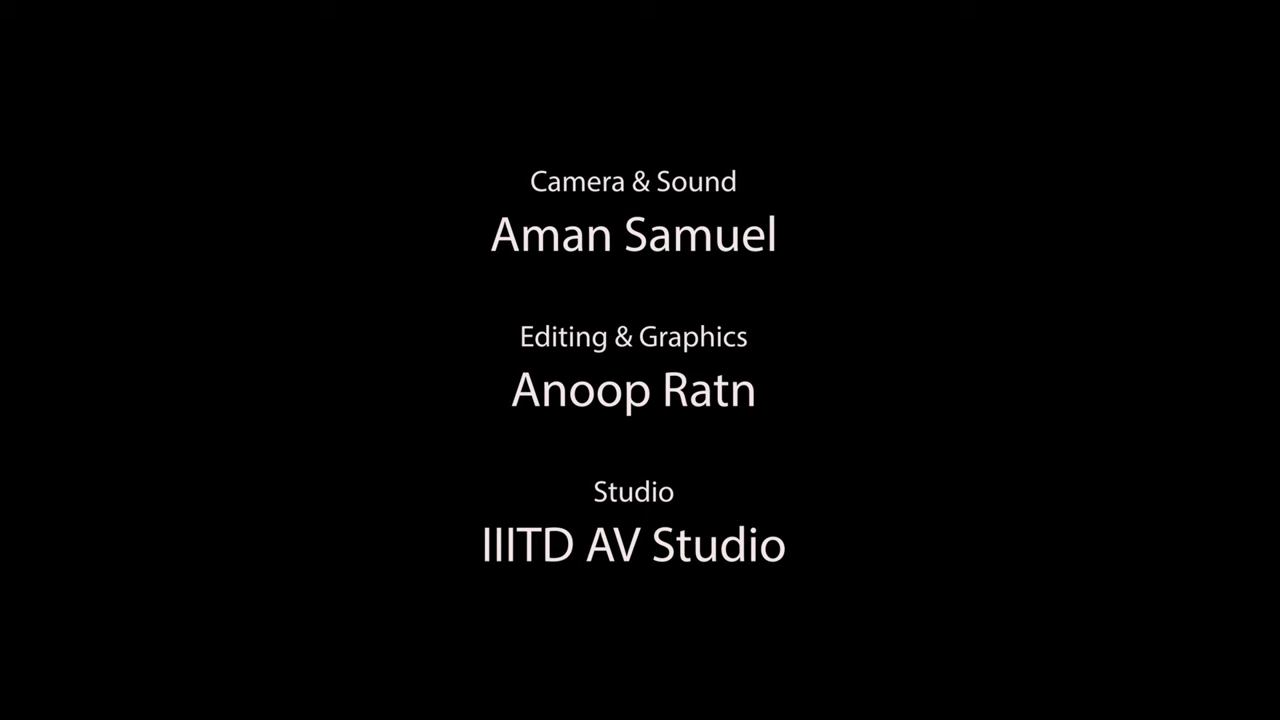 Camera & Sound
Aman Samuel
Editing & Graphics
Anoop Ratn
Studio
IIITD AV Studio